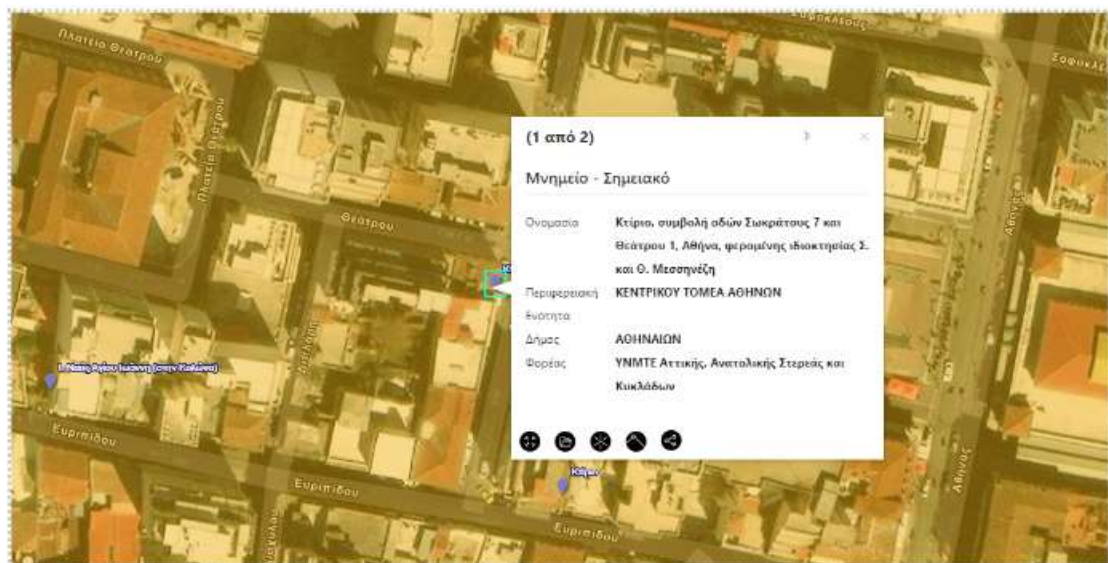 Πλατεία Θεάτρου
Σοφοκλέους
Πλατεία Θεάτρου
(1 από 2)
Μνημείο - Σημειακό
Ονομασία Κτίριο, συμβολή οδών Σωκράτους 7 και
Θεάτρου 1, Αθήνα, φερομένης ιδιοκτησίας Σ.
και Θ. Μεσσηνέζη
Περιφερειακή ΚΕΝΤΡΙΚΟΥ ΤΟΜΕΑ ΑΘΗΝΩΝ
Ενότητα
Δήμος ΑΘΗΝΑΙΩΝ
Φορέας ΥΝΜΤΕ Αττικής, Ανατολικής Στερεάς και
Κυκλάδων
Θεάτρου
Αθηνάς
Ευριπίδου
Ευριπίδου
Κτίριο
Ευριπίδου
Αθηνάς